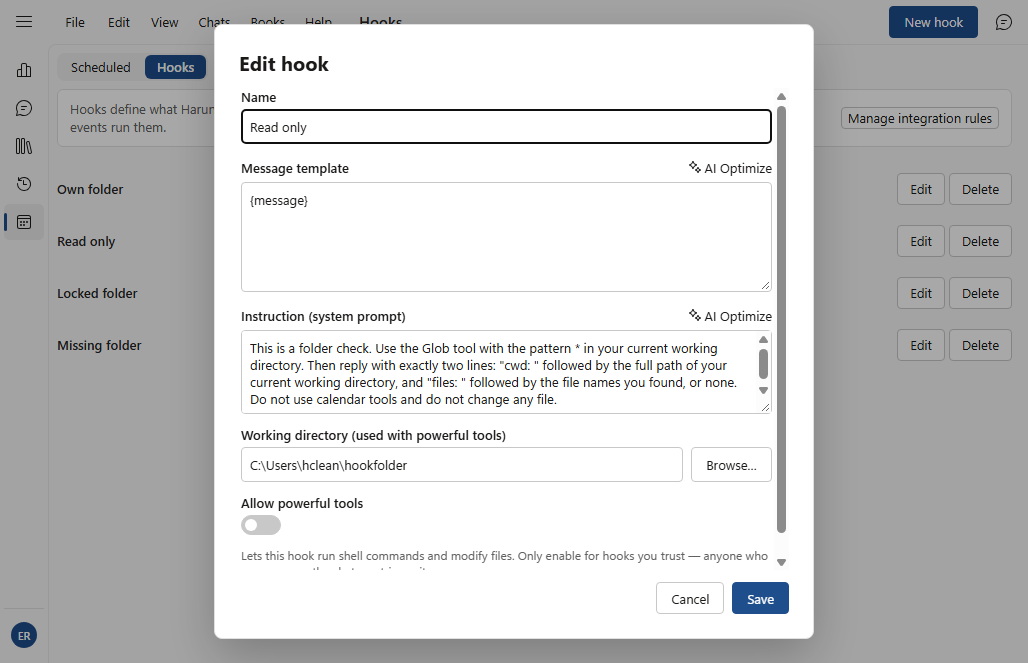 File Edit View Chats Books Help Hooks
New hook
Scheduled Hooks
Hooks define what
events run them.
Manage integration rules
Own folder
Edit Delete
Read only
Edit Delete
Locked folder
Edit Delete
Missing folder
Edit Delete
ER
Edit hook
Name
Read only
Message template
AI Optimize
{message}
Instruction (system prompt)
AI Optimize
This is a folder check. Use the Glob tool with the pattern * in your current working
directory. Then reply with exactly two lines: "cwd: " followed by the full path of your
current working directory, and "files: " followed by the file names you found, or none.
Do not use calendar tools and do not change any file.
Working directory (used with powerful tools)
C:\Users\hclean\hookfolder
Browse...
Allow powerful tools
Lets this hook run shell commands and modify files. Only enable for hooks you trust — anyone who
Cancel
Save